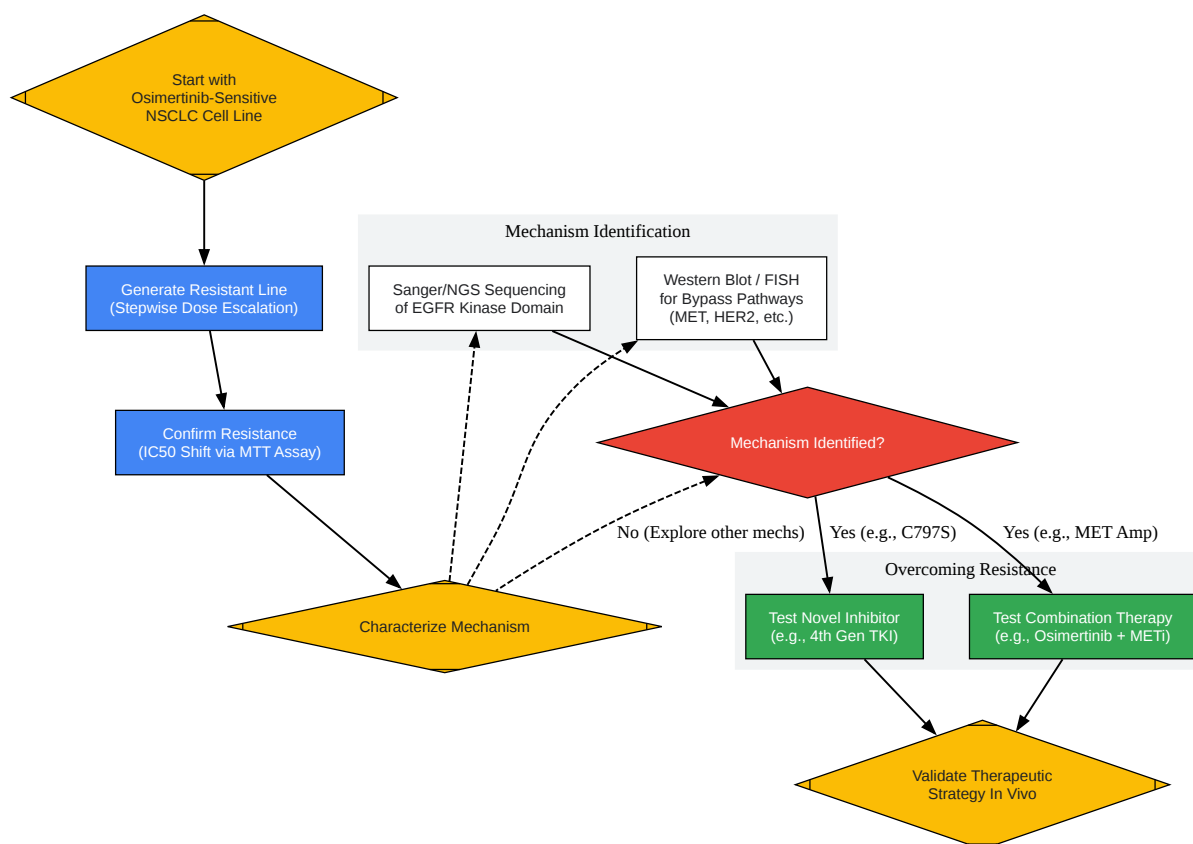 Start with
Osimertinib-Sensitive
NSCLC Cell Line
Generate Resistant Line
(Stepwise Dose Escalation)
Confirm Resistance
(IC50 Shift via MTT Assay)
Characterize Mechanism
Mechanism Identification
Sanger/NGS Sequencing
of EGFR Kinase Domain
Western Blot / FISH
for Bypass Pathways
(MET, HER2, etc.)
Mechanism Identified?
No (Explore other mechs)
Yes (e.g., C797S)
Yes (e.g., MET Amp)
Overcoming Resistance
Test Novel Inhibitor
(e.g., 4th Gen TKI)
Test Combination Therapy
(e.g., Osimertinib + METi)
Validate Therapeutic
Strategy In Vivo